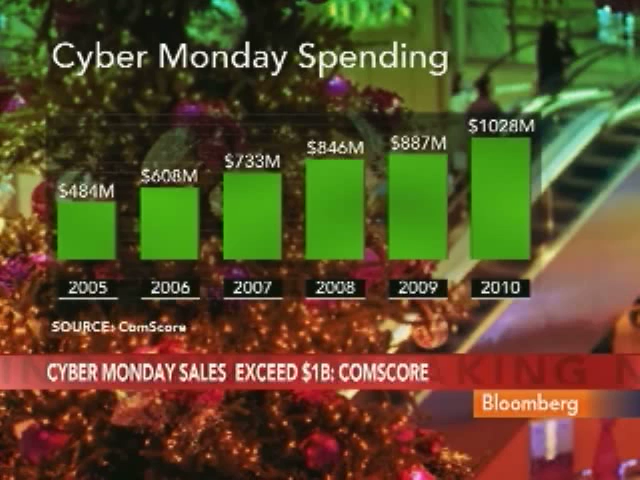 Cyber Monday Spending
$1028M
$887M
$846M
$733M
$608M
$484M
2005 2006 2007 2008 2009 2010
SOURCE: ComScore
CYBER MONDAY SALES EXCEED $1B: COMSCORE
AKING N
Bloomberg